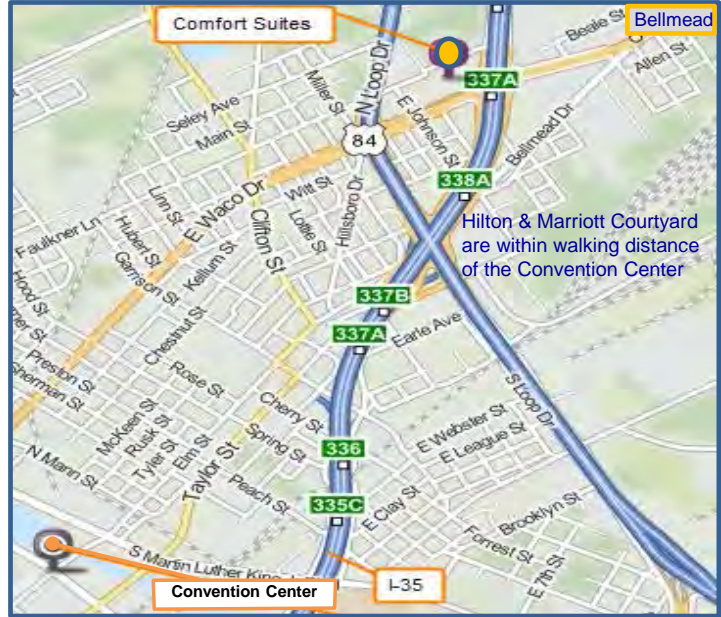 Comfort Suites
Bellmead
Beale St
Allen St
337A
N Loop Dr
Miller St
Seley Ave
Main St
E Johnson St
Bellmead Dr
84
338A
Linn St
E Waco Dr
Witt St
Lottie St
Hillsboro Dr
Hilton & Marriott Courtyard
are within walking distance
of the Convention Center
Faulkner Ln
Hubert St
Garrison St
Kellum St
Clifton St
Hood St
337B
337A
Earle Ave
Chestnut St
Preston St
Sherman St
Rose St
S Loop Dr
Cherry St
McKeen St
Rusk St
Tyler St
Elm St
Spring St
E Webster St
E League St
336
Taylor St
N Mann St
Peach St
335C
E Clay St
Brooklyn St
Forrest St
E 7th St
S Martin Luther King
I-35
Convention Center